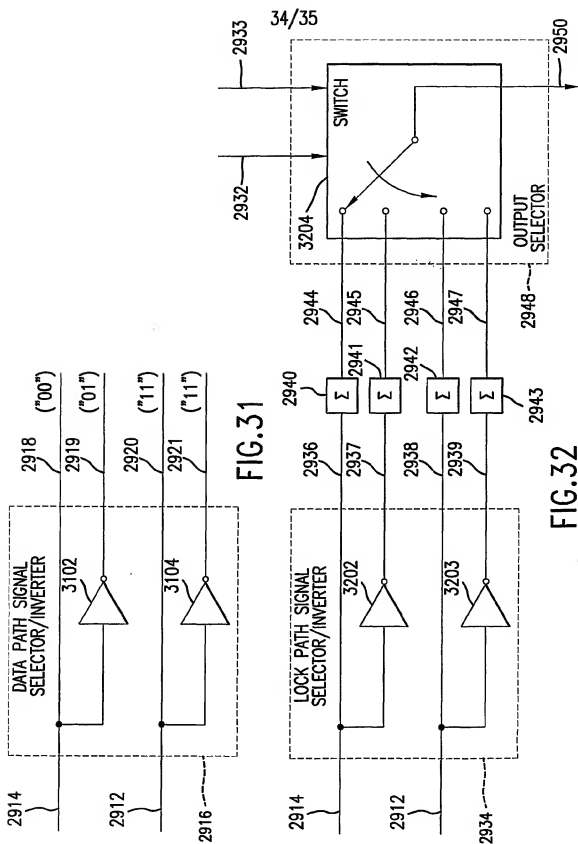 34/35
DATA PATH SIGNAL
SELECTOR/INVERTER
2914
2912
2916
3102
3104
2918
("00")
2919
("01")
2920
("11")
2921
("11")
FIG.31
LOCK PATH SIGNAL
SELECTOR/INVERTER
2914
2912
2934
3202
3203
2936
2937
2938
2939
2940
Σ
2941
Σ
2942
Σ
2943
Σ
2944
2945
2946
2947
2948
2932
2933
3204
SWITCH
OUTPUT
SELECTOR
2950
FIG.32